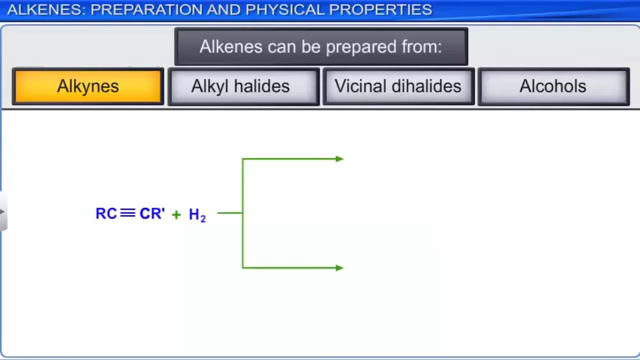 ALKENES: PREPARATION AND PHYSICAL PROPERTIES
Alkenes can be prepared from:
Alkynes
Alkyl halides
Vicinal dihalides
Alcohols
RC≡CR' + H₂